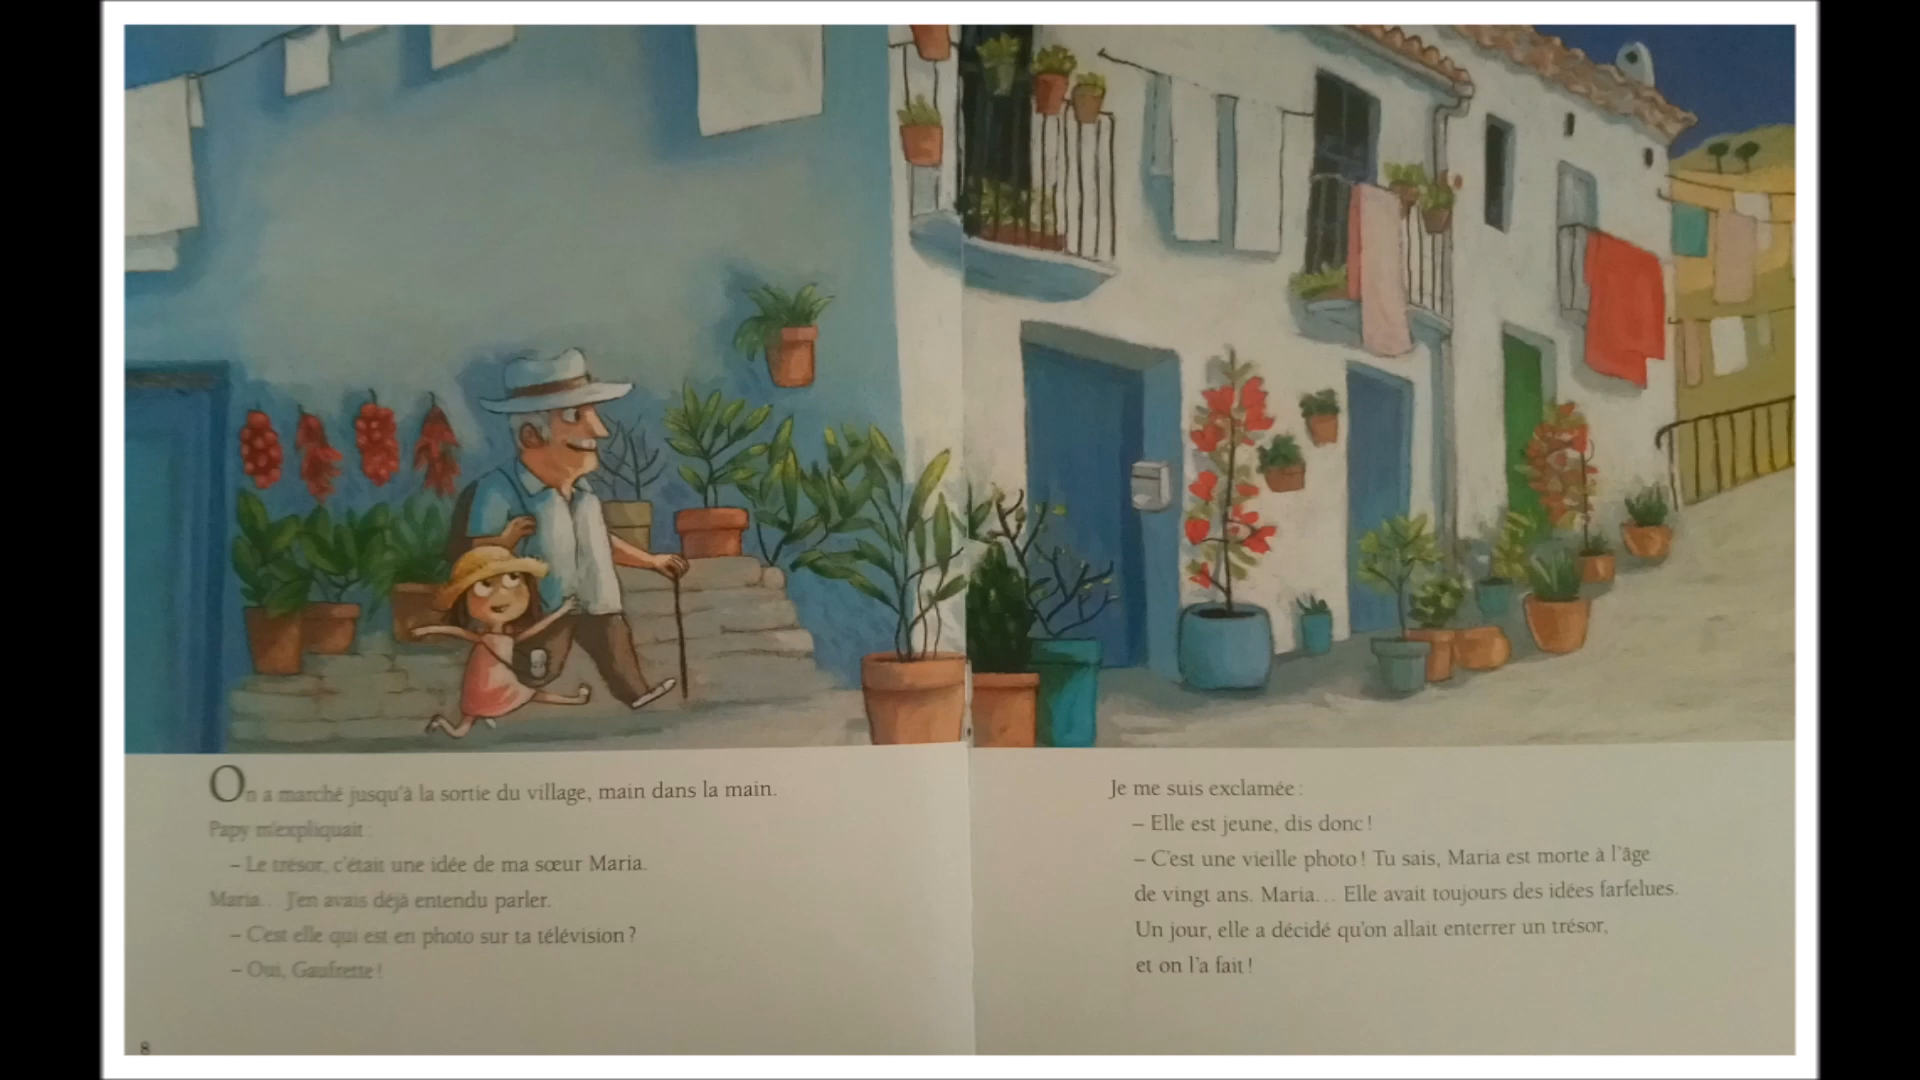 On a marché jusqu'à la sortie du village, main dans la main.
Papy m'expliquait :
– Le trésor, c'était une idée de ma sœur Maria.
Maria... J'en avais déjà entendu parler.
– C'est elle qui est en photo sur ta télévision ?
– Oui, Gaufrette !
8
Je me suis exclamée :
– Elle est jeune, dis donc !
– C'est une vieille photo ! Tu sais, Maria est morte à l'âge
de vingt ans. Maria... Elle avait toujours des idées farfelues.
Un jour, elle a décidé qu'on allait enterrer un trésor,
et on l'a fait !